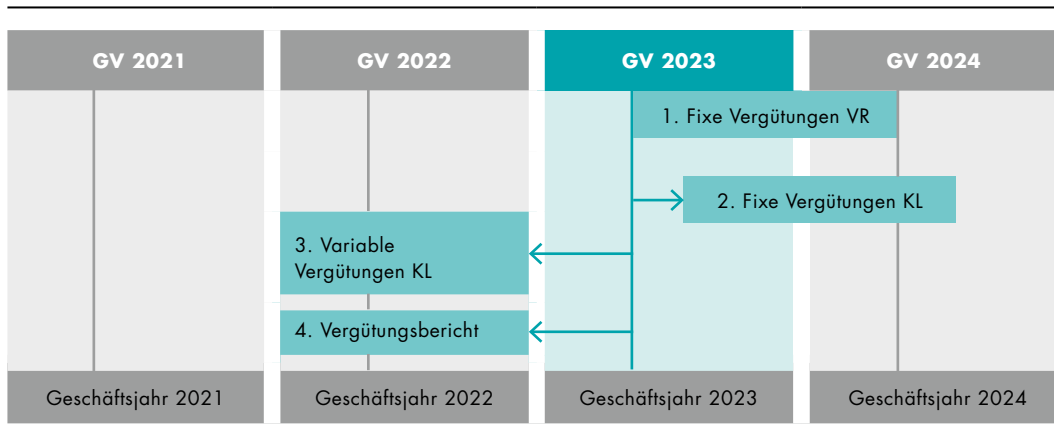 GV 2021
GV 2022
GV 2023
GV 2024
1. Fixe Vergütungen VR
2. Fixe Vergütungen KL
3. Variable
Vergütungen KL
4. Vergütungsbericht
Geschäftsjahr 2021
Geschäftsjahr 2022
Geschäftsjahr 2023
Geschäftsjahr 2024